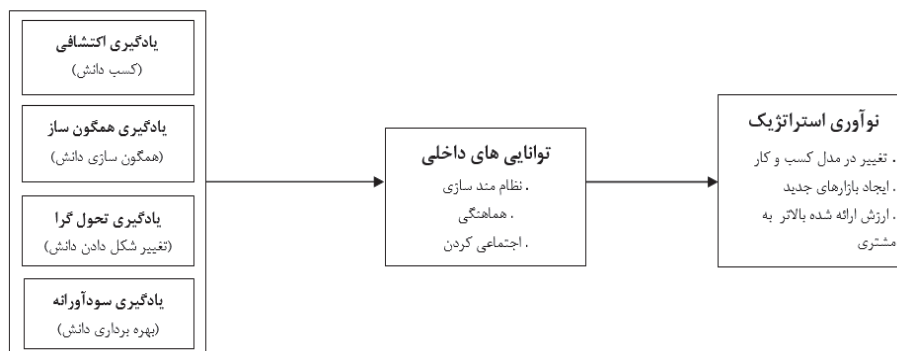 یادگیری اکتشافی
(کسب دانش)
یادگیری همگون ساز
(همگون سازی دانش)
یادگیری تحول گرا
(تغییر شکل دادن دانش)
یادگیری سودآورانه
(بهره برداری دانش)
توانایی های داخلی
. نظام مند سازی
. هماهنگی
. اجتماعی کردن
نوآوری استراتژیک
. تغییر در مدل کسب و کار
. ایجاد بازارهای جدید
. ارزش ارائه شده بالاتر به
مشتری